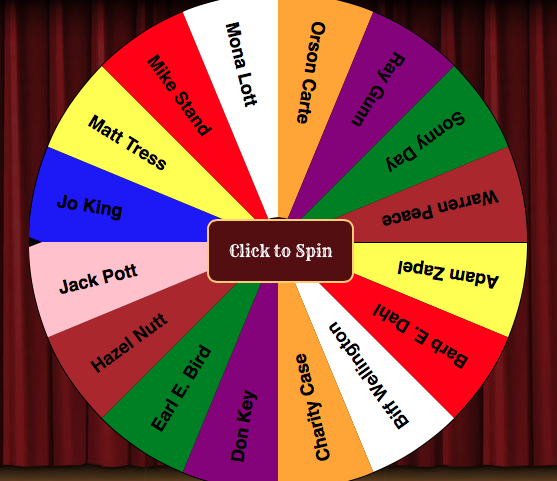 Orson Carte
Ray Gunn
Sonny Day
Warren Peace
Adam Zapel
Barb E. Dahl
Biff Wellington
Charity Case
Don Key
Earl E. Bird
Hazel Nutt
Jack Pott
Jo King
Matt Tress
Mike Stand
Mona Lott
Click to Spin